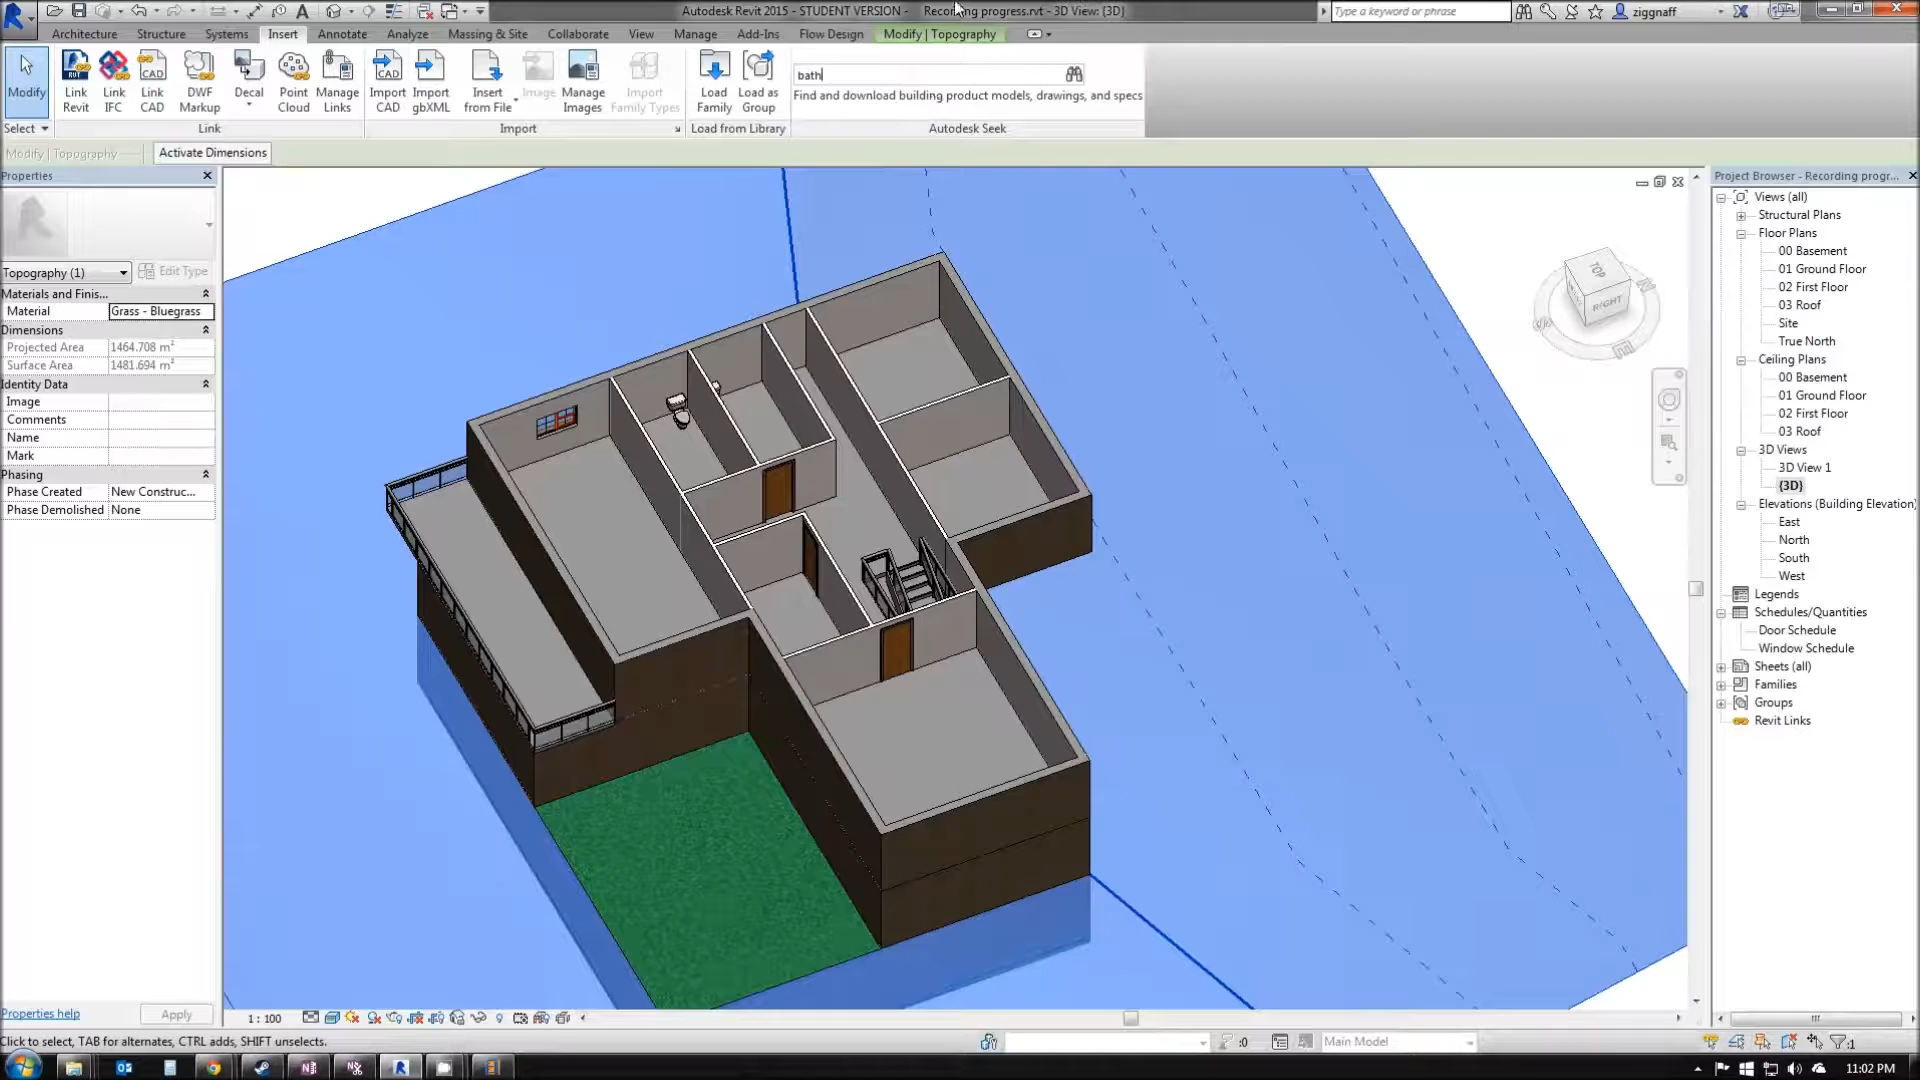 Autodesk Revit 2015 - STUDENT VERSION - Recording progress.rvt - 3D View: {3D}
Type a keyword or phrase
ziggnaff
Architecture Structure Systems Insert Annotate Analyze Massing & Site Collaborate View Manage Add-Ins Flow Design Modify | Topography
Modify
Link Revit
Link IFC
Link CAD
DWF Markup
Decal
Point Cloud
Manage Links
Import CAD
Import gbXML
Insert from File
Image
Manage Images
Import Family Types
Load Family
Load as Group
bath
Find and download building product models, drawings, and specs
Select Link Import Load from Library Autodesk Seek
Modify | Topography
Activate Dimensions
Properties
Topography (1)
Edit Type
Materials and Finis...
Material Grass - Bluegrass
Dimensions
Projected Area 1464.708 m²
Surface Area 1481.694 m²
Identity Data
Image
Comments
Name
Mark
Phasing
Phase Created New Construc...
Phase Demolished None
Properties help
Apply
TOP
RIGHT
Project Browser - Recording progr...
Views (all)
Structural Plans
Floor Plans
00 Basement
01 Ground Floor
02 First Floor
03 Roof
Site
True North
Ceiling Plans
00 Basement
01 Ground Floor
02 First Floor
03 Roof
3D Views
3D View 1
{3D}
Elevations (Building Elevation)
East
North
South
West
Legends
Schedules/Quantities
Door Schedule
Window Schedule
Sheets (all)
Families
Groups
Revit Links
1 : 100
Click to select, TAB for alternates, CTRL adds, SHIFT unselects.
:0
Main Model
:1
11:02 PM